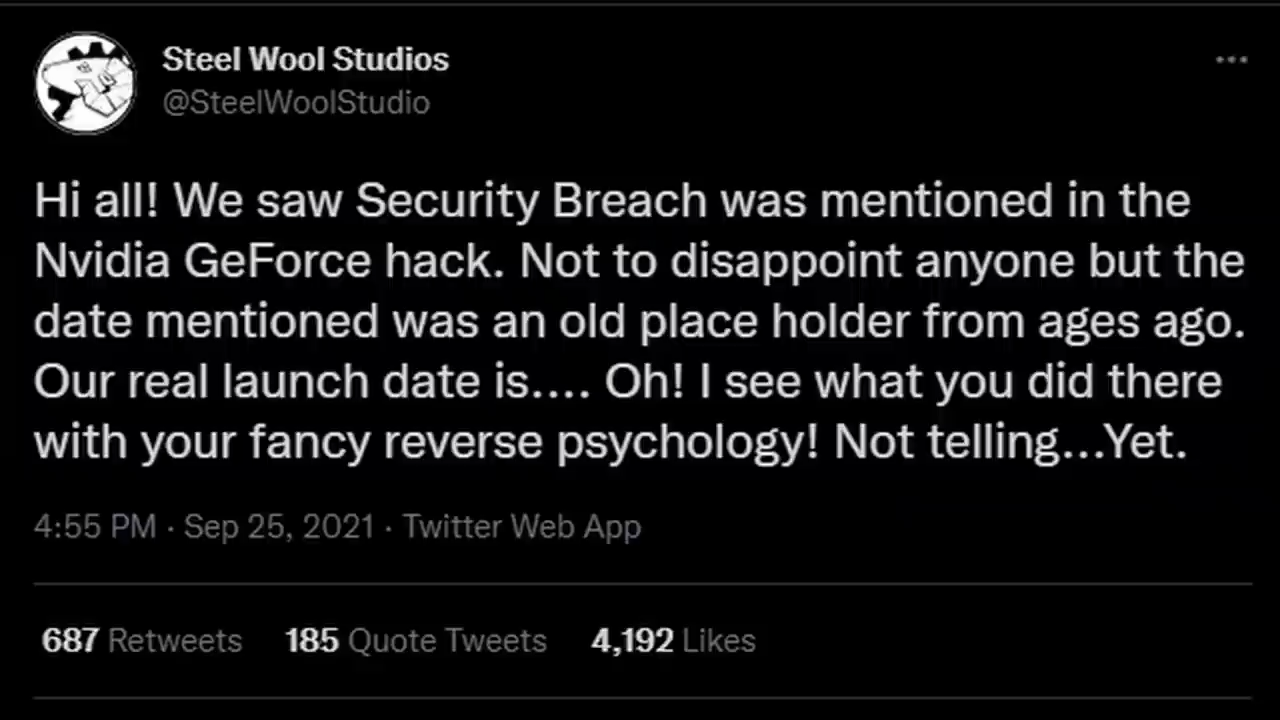 Steel Wool Studios
@SteelWoolStudio
Hi all! We saw Security Breach was mentioned in the
Nvidia GeForce hack. Not to disappoint anyone but the
date mentioned was an old place holder from ages ago.
Our real launch date is.... Oh! I see what you did there
with your fancy reverse psychology! Not telling...Yet.
4:55 PM · Sep 25, 2021 · Twitter Web App
687 Retweets 185 Quote Tweets 4,192 Likes